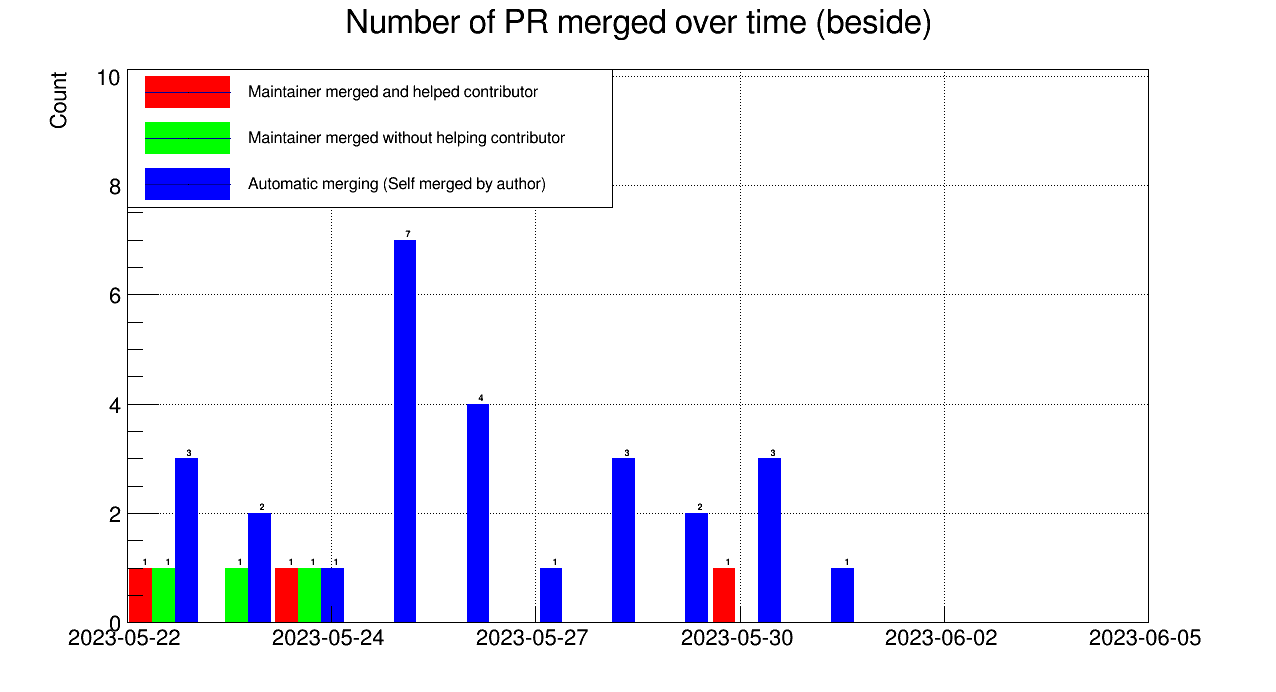 Number of PR merged over time (beside)
Count
10
8
6
4
2
0
Maintainer merged and helped contributor
Maintainer merged without helping contributor
Automatic merging (Self merged by author)
1 1 3 1 2 1 1 1 7 4 1 3 2 1 3 1
2023-05-22 2023-05-24 2023-05-27 2023-05-30 2023-06-02 2023-06-05